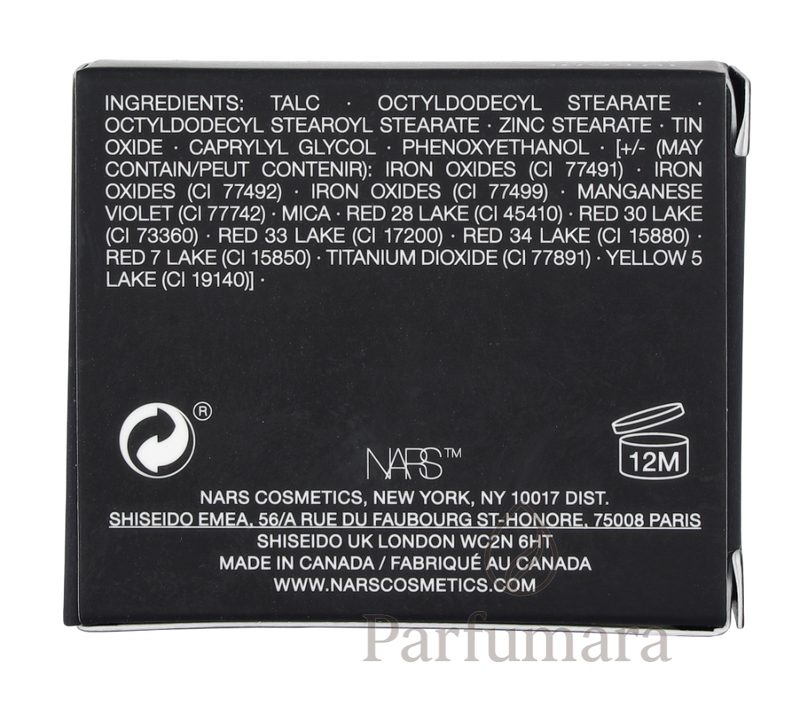 INGREDIENTS: TALC · OCTYLDODECYL STEARATE ·
OCTYLDODECYL STEAROYL STEARATE · ZINC STEARATE · TIN
OXIDE · CAPRYLYL GLYCOL · PHENOXYETHANOL · [+/- (MAY
CONTAIN/PEUT CONTENIR): IRON OXIDES (CI 77491) · IRON
OXIDES (CI 77492) · IRON OXIDES (CI 77499) · MANGANESE
VIOLET (CI 77742) · MICA · RED 28 LAKE (CI 45410) · RED 30 LAKE
(CI 73360) · RED 33 LAKE (CI 17200) · RED 34 LAKE (CI 15880) ·
RED 7 LAKE (CI 15850) · TITANIUM DIOXIDE (CI 77891) · YELLOW 5
LAKE (CI 19140)] ·
®
12M
NARS™
NARS COSMETICS, NEW YORK, NY 10017 DIST.
SHISEIDO EMEA, 56/A RUE DU FAUBOURG ST-HONORE, 75008 PARIS
SHISEIDO UK LONDON WC2N 6HT
MADE IN CANADA / FABRIQUÉ AU CANADA
WWW.NARSCOSMETICS.COM
Parfumara